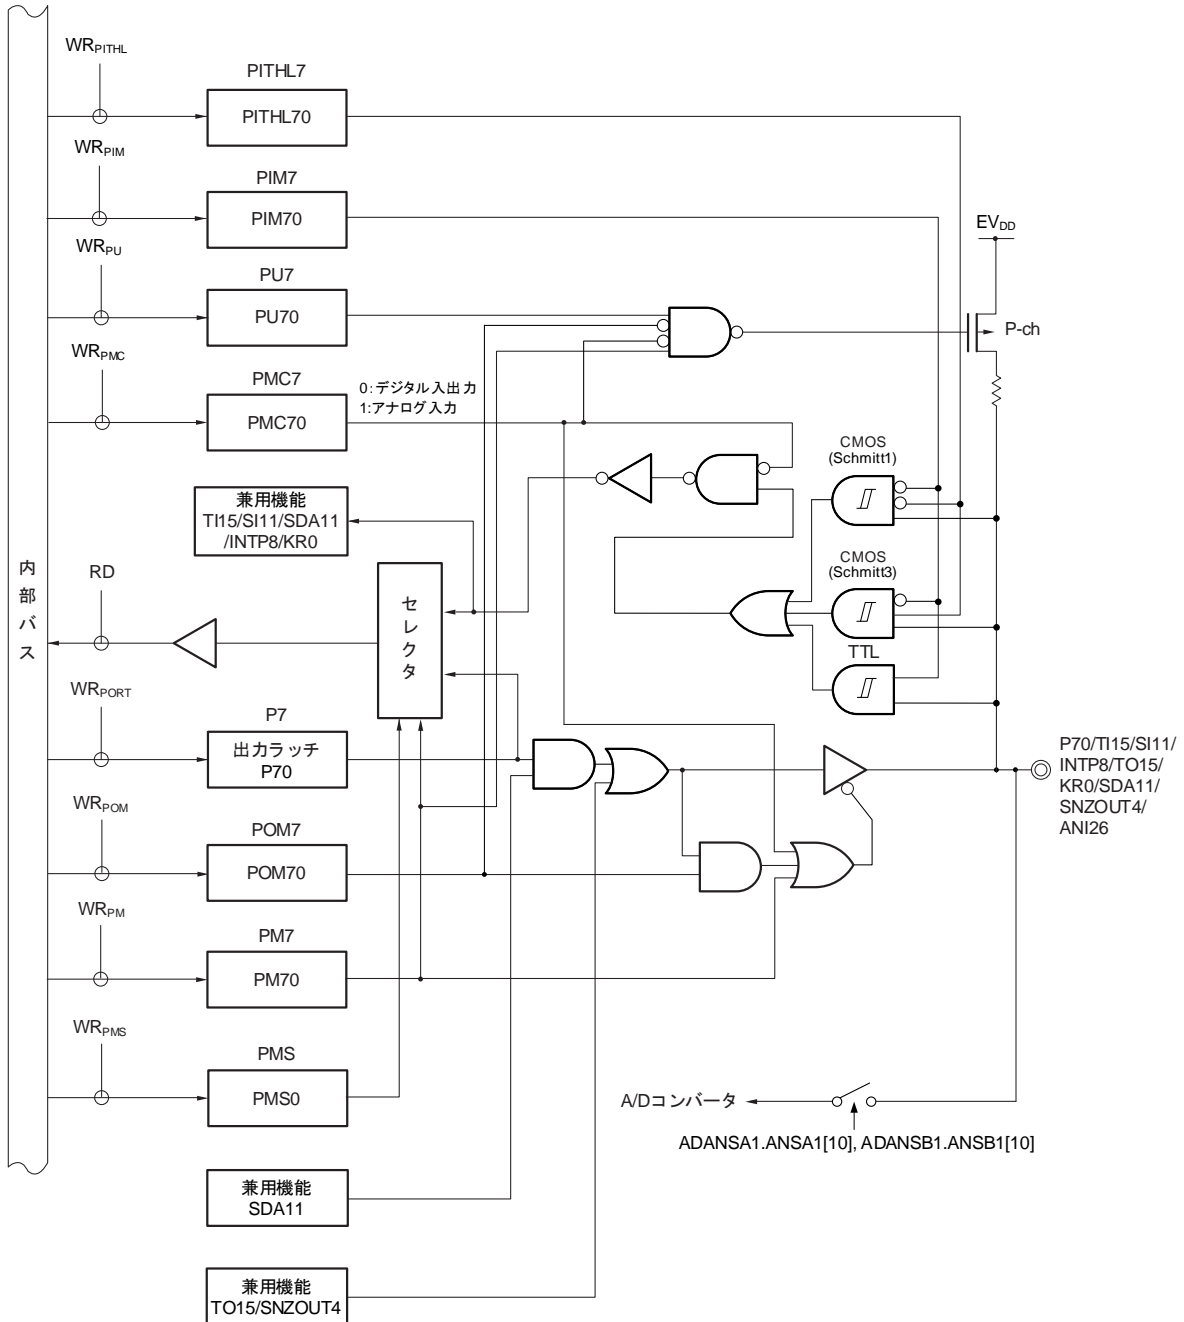 WRPITHL
PITHL7
PITHL70
WRPIM
PIM7
PIM70
EVDD
WRPU
PU7
PU70
P-ch
WRPMC
PMC7
PMC70
0:デジタル入出力
1:アナログ入力
CMOS
(Schmitt1)
兼用機能
TI15/SI11/SDA11
/INTP8/KR0
CMOS
(Schmitt3)
内部バス
RD
セレクタ
TTL
WRPORT
P7
出力ラッチ
P70
P70/TI15/SI11/
INTP8/TO15/
KR0/SDA11/
SNZOUT4/
ANI26
WRPOM
POM7
POM70
WRPM
PM7
PM70
WRPMS
PMS
PMS0
A/Dコンバータ
ADANSA1.ANSA1[10], ADANSB1.ANSB1[10]
兼用機能
SDA11
兼用機能
TO15/SNZOUT4